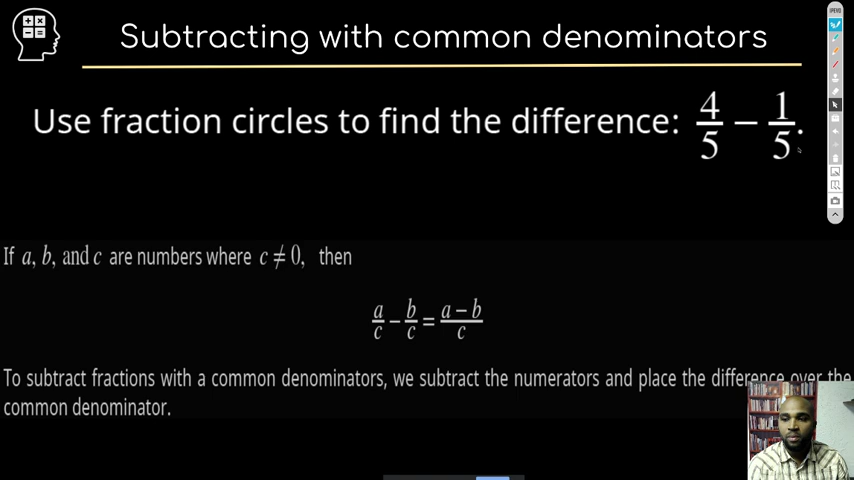 Subtracting with common denominators
Use fraction circles to find the difference: 4/5 − 1/5.
If a, b, and c are numbers where c ≠ 0, then
a/c − b/c = (a − b)/c
To subtract fractions with a common denominators, we subtract the numerators and place the difference over the
common denominator.